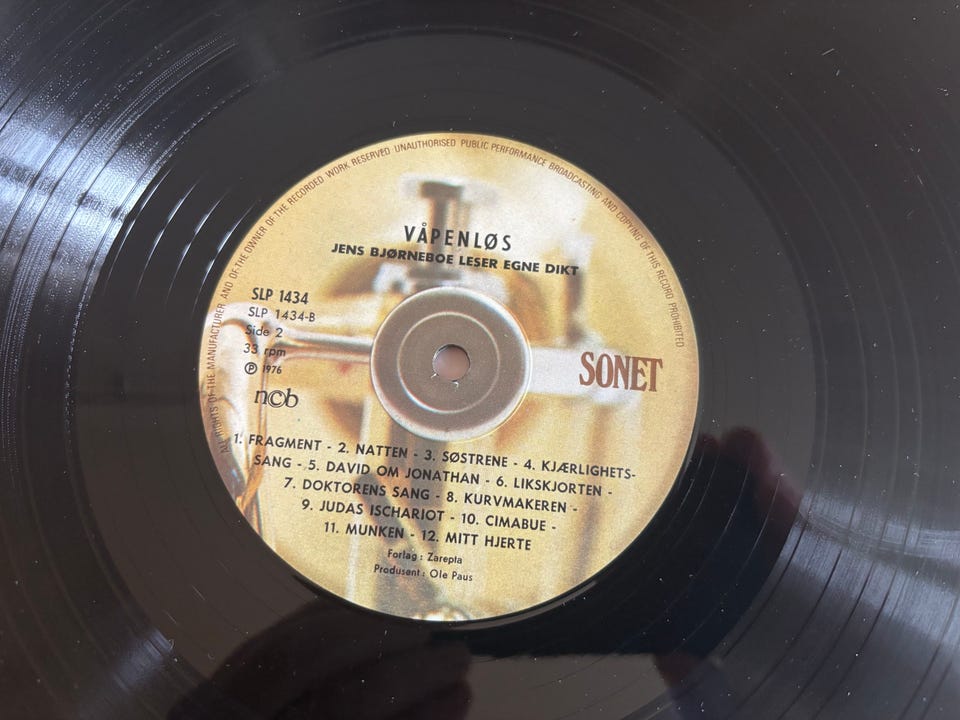 ALL RIGHTS OF THE MANUFACTURER AND OF THE OWNER OF THE RECORDED WORK RESERVED UNAUTHORISED PUBLIC PERFORMANCE BROADCASTING AND COPYING OF THIS RECORD PROHIBITED
VÅPENLØS
JENS BJØRNEBOE LESER EGNE DIKT
SLP 1434
SLP 1434-B
Side 2
33 rpm
Ⓟ 1976
n©b
SONET
1. FRAGMENT - 2. NATTEN - 3. SØSTRENE - 4. KJÆRLIGHETS-
SANG - 5. DAVID OM JONATHAN - 6. LIKSKJORTEN -
7. DOKTORENS SANG - 8. KURVMAKEREN -
9. JUDAS ISCHARIOT - 10. CIMABUE -
11. MUNKEN - 12. MITT HJERTE
Forlag: Zarepta
Produsent: Ole Paus